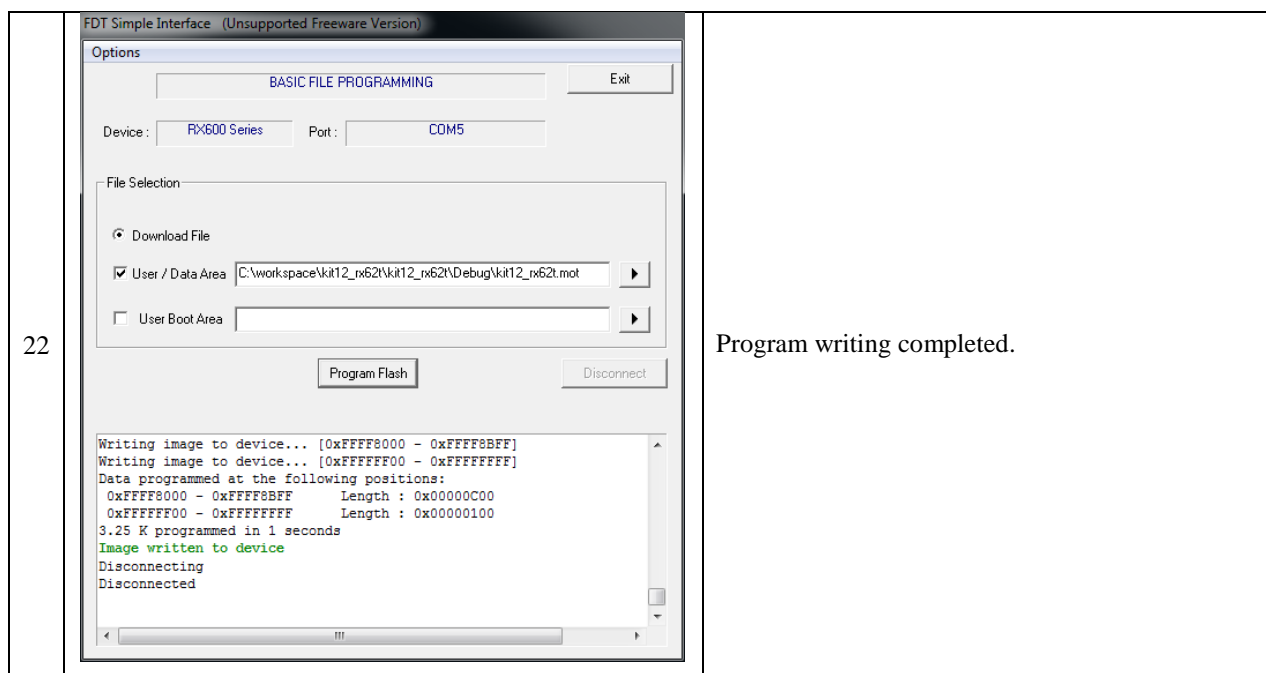 22
FDT Simple Interface (Unsupported Freeware Version)
Options
BASIC FILE PROGRAMMING
Exit
Device :
RX600 Series
Port :
COM5
File Selection
Download File
User / Data Area
C:\workspace\kit12_rx62t\kit12_rx62t\Debug\kit12_rx62t.mot
User Boot Area
Program Flash
Disconnect
Writing image to device... [0xFFFF8000 - 0xFFFF8BFF]
Writing image to device... [0xFFFFFF00 - 0xFFFFFFFF]
Data programmed at the following positions:
0xFFFF8000 - 0xFFFF8BFF Length : 0x00000C00
0xFFFFFF00 - 0xFFFFFFFF Length : 0x00000100
3.25 K programmed in 1 seconds
Image written to device
Disconnecting
Disconnected
Program writing completed.